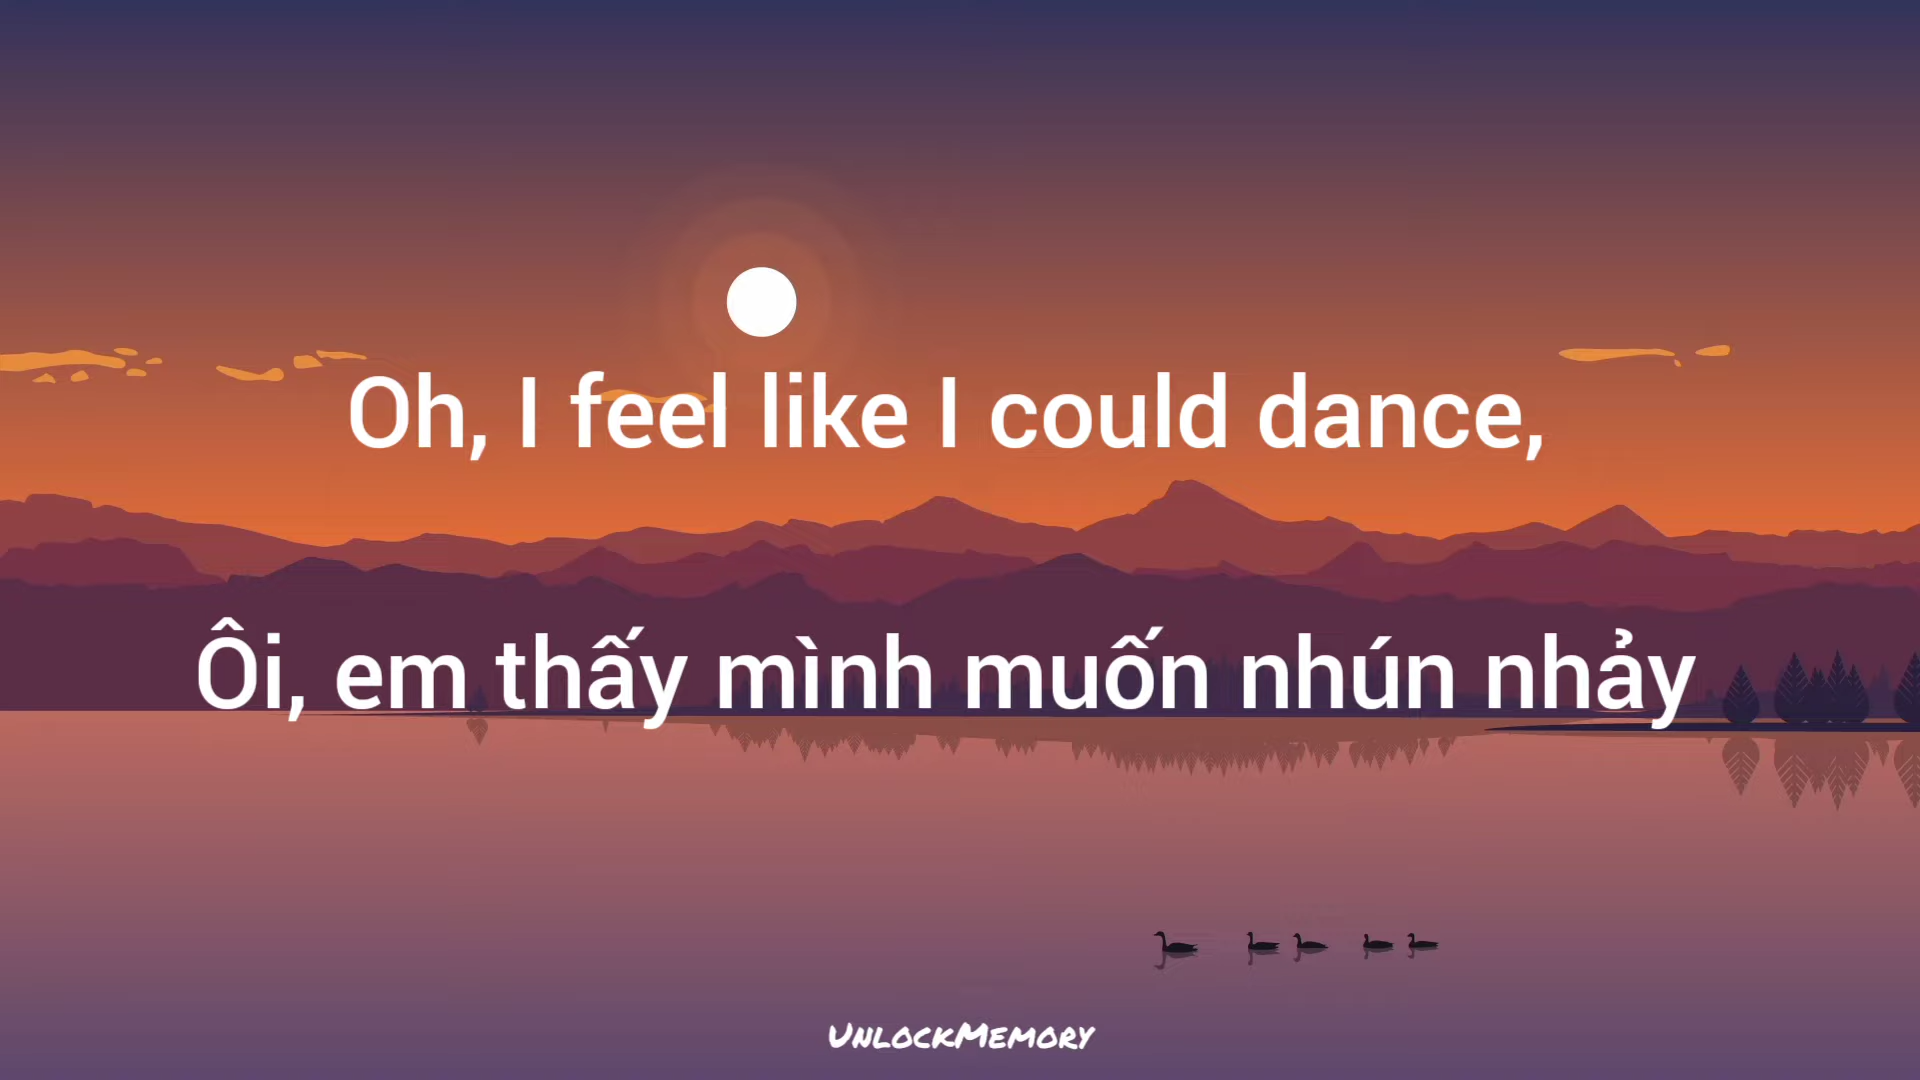 Oh, I feel like I could dance,
Ôi, em thấy mình muốn nhún nhảy
UnlockMemory